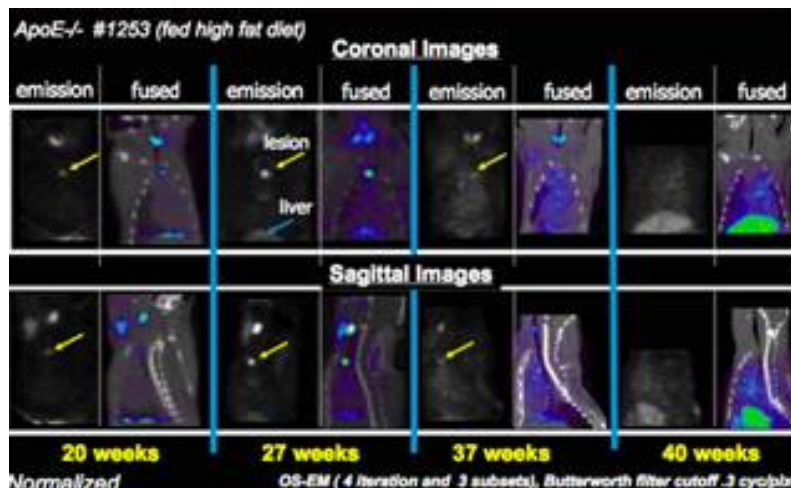 ApoE-/- #1253 (fed high fat diet)
Coronal Images
emission fused emission fused emission fused emission fused
lesion
liver
Sagittal Images
20 weeks 27 weeks 37 weeks 40 weeks
Normalized OS-EM ( 4 iteration and 3 subsets), Butterworth filter cutoff .3 cyc/pix